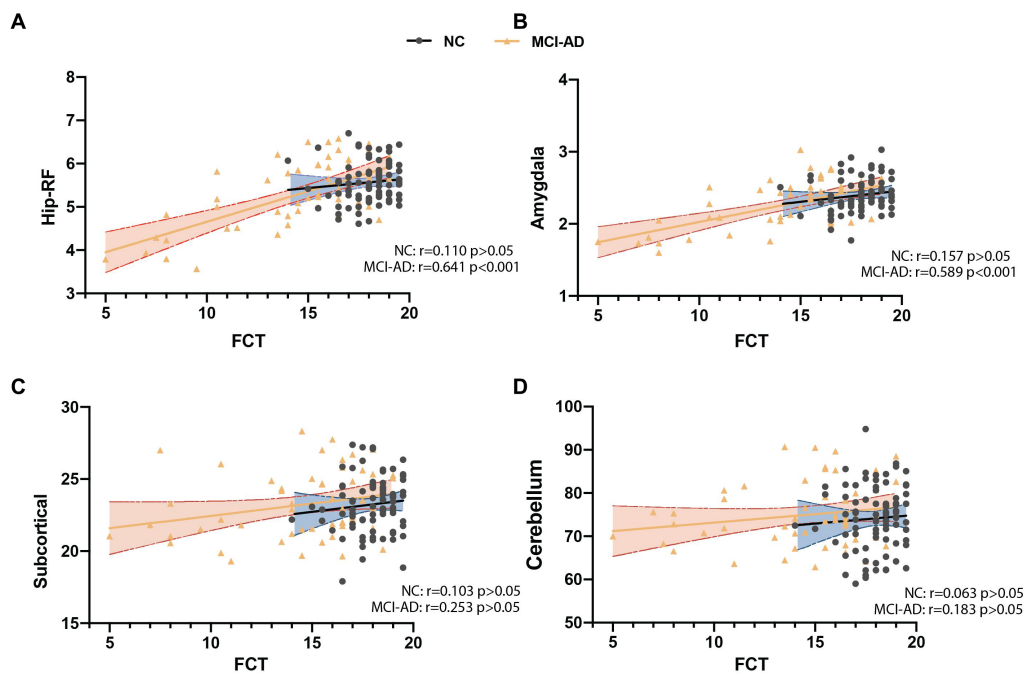 A
B
NC
MCI-AD
8
7
6
5
4
3
Hip-RF
5
10
15
20
FCT
NC: r=0.110 p>0.05
MCI-AD: r=0.641 p<0.001
4
3
2
1
Amygdala
5
10
15
20
FCT
NC: r=0.157 p>0.05
MCI-AD: r=0.589 p<0.001
C
D
30
25
20
15
Subcortical
5
10
15
20
FCT
NC: r=0.103 p>0.05
MCI-AD: r=0.253 p>0.05
100
90
80
70
60
50
Cerebellum
5
10
15
20
FCT
NC: r=0.063 p>0.05
MCI-AD: r=0.183 p>0.05